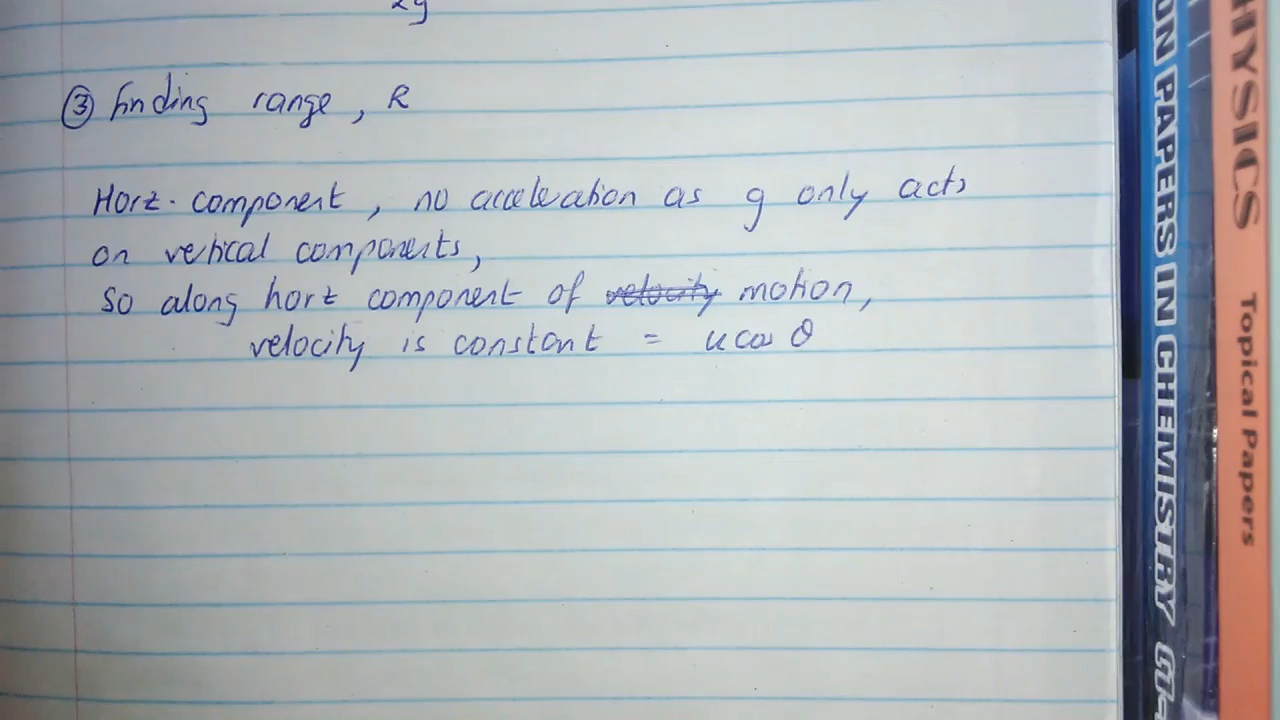 2g
③ finding range, R
Horz. component, no acceleration as g only acts
on vertical components,
so along horz component of velocity motion,
velocity is constant = u cos θ
ON PAPERS IN CHEMISTRY
HYSICS Topical Papers